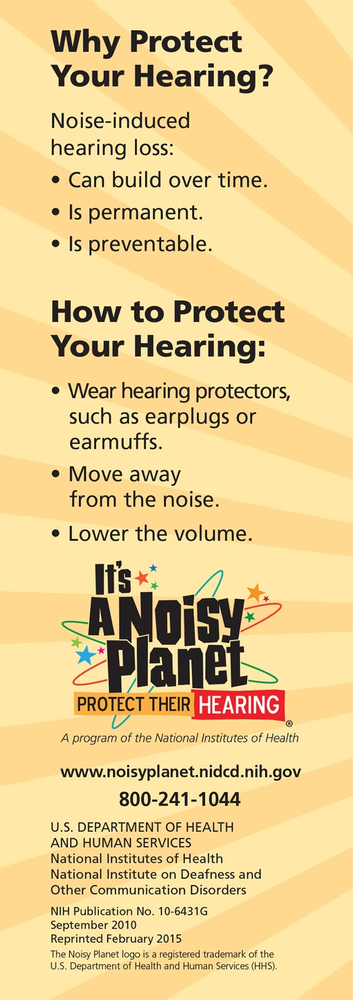 Why Protect
Your Hearing?
Noise-induced
hearing loss:
• Can build over time.
• Is permanent.
• Is preventable.
How to Protect
Your Hearing:
• Wear hearing protectors,
such as earplugs or
earmuffs.
• Move away
from the noise.
• Lower the volume.
It's
A Noisy
Planet
PROTECT THEIR HEARING
®
A program of the National Institutes of Health
www.noisyplanet.nidcd.nih.gov
800-241-1044
U.S. DEPARTMENT OF HEALTH
AND HUMAN SERVICES
National Institutes of Health
National Institute on Deafness and
Other Communication Disorders
NIH Publication No. 10-6431G
September 2010
Reprinted February 2015
The Noisy Planet logo is a registered trademark of the
U.S. Department of Health and Human Services (HHS).